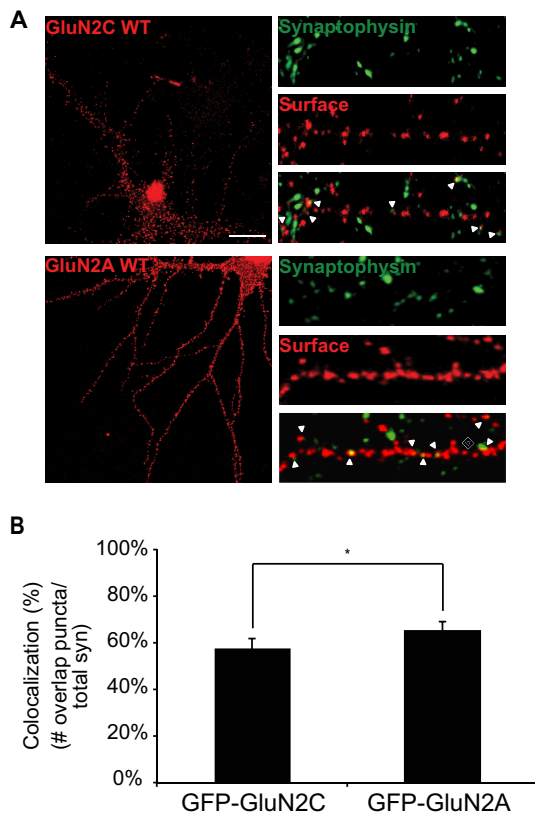 A
GluN2C WT
Synaptophysin
Surface
GluN2A WT
Synaptophysin
Surface
B
Colocalization (%)
(# overlap puncta/
total syn)
100%
80%
60%
40%
20%
0%
*
GFP-GluN2C
GFP-GluN2A